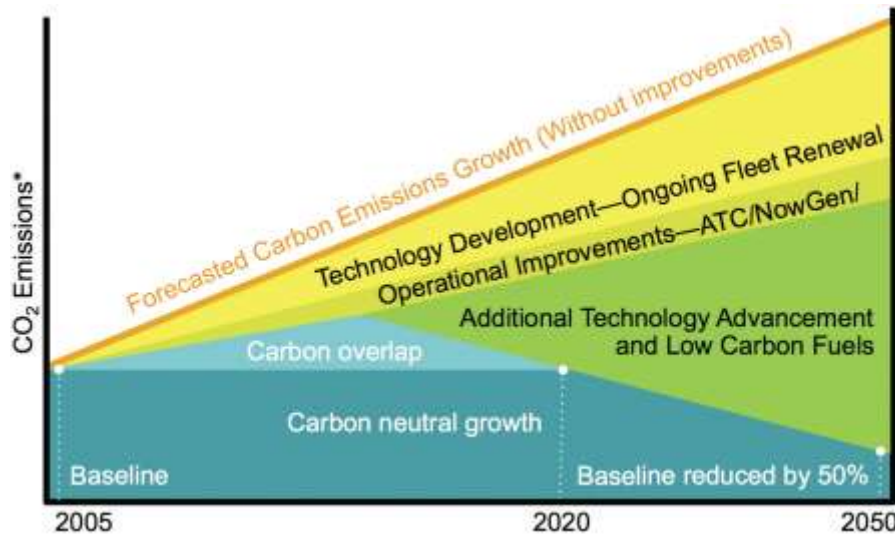 CO₂ Emissions*
Forecasted Carbon Emissions Growth (Without improvements)
Technology Development—Ongoing Fleet Renewal
Operational Improvements—ATC/NowGen/
Additional Technology Advancement
and Low Carbon Fuels
Carbon overlap
Carbon neutral growth
Baseline
Baseline reduced by 50%
2005
2020
2050